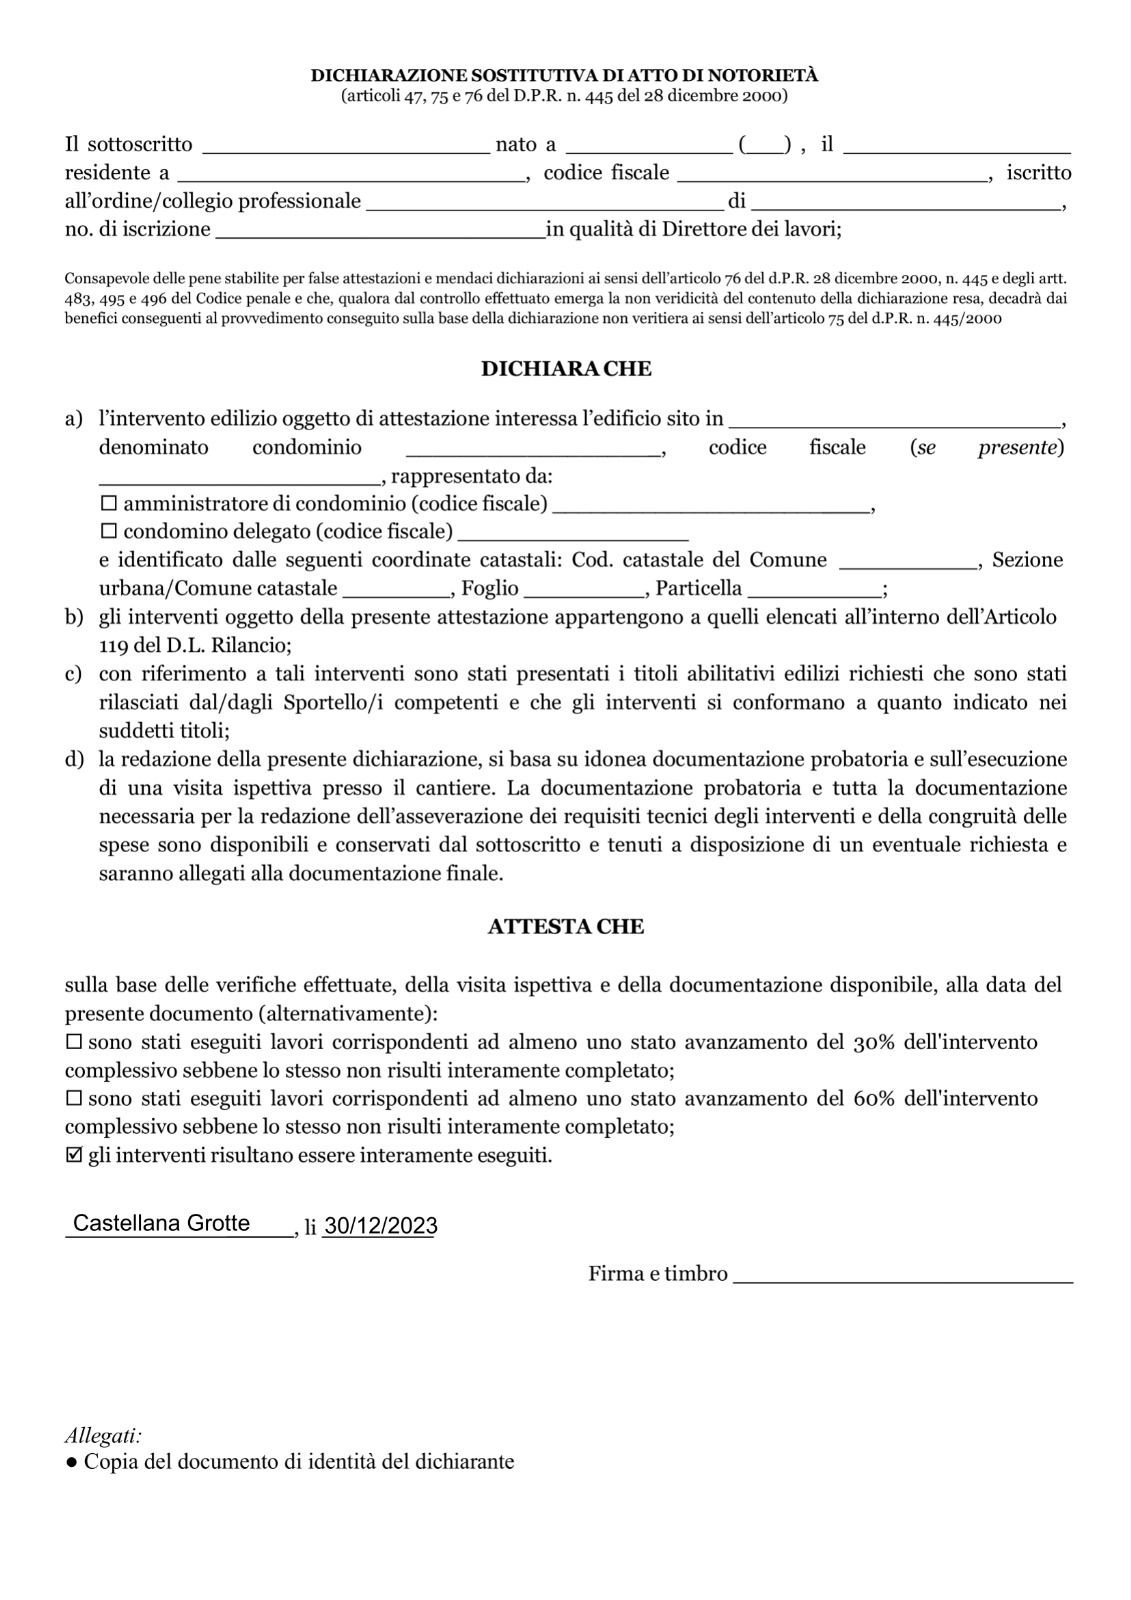 DICHIARAZIONE SOSTITUTIVA DI ATTO DI NOTORIETÀ
(articoli 47, 75 e 76 del D.P.R. n. 445 del 28 dicembre 2000)
Il sottoscritto __________________________ nato a _______________ (___) , il ____________________
residente a ______________________________, codice fiscale __________________________, iscritto
all’ordine/collegio professionale ______________________________ di __________________________,
no. di iscrizione ____________________________in qualità di Direttore dei lavori;
Consapevole delle pene stabilite per false attestazioni e mendaci dichiarazioni ai sensi dell’articolo 76 del d.P.R. 28 dicembre 2000, n. 445 e degli artt.
483, 495 e 496 del Codice penale e che, qualora dal controllo effettuato emerga la non veridicità del contenuto della dichiarazione resa, decadrà dai
benefici conseguenti al provvedimento conseguito sulla base della dichiarazione non veritiera ai sensi dell’articolo 75 del d.P.R. n. 445/2000
DICHIARA CHE
a) l’intervento edilizio oggetto di attestazione interessa l’edificio sito in ____________________________,
denominato condominio ______________________, codice fiscale (se presente)
________________________, rappresentato da:
☐ amministratore di condominio (codice fiscale) ___________________________,
☐ condomino delegato (codice fiscale) ____________________
e identificato dalle seguenti coordinate catastali: Cod. catastale del Comune ____________, Sezione
urbana/Comune catastale _________, Foglio __________, Particella ___________;
b) gli interventi oggetto della presente attestazione appartengono a quelli elencati all’interno dell’Articolo
119 del D.L. Rilancio;
c) con riferimento a tali interventi sono stati presentati i titoli abilitativi edilizi richiesti che sono stati
rilasciati dal/dagli Sportello/i competenti e che gli interventi si conformano a quanto indicato nei
suddetti titoli;
d) la redazione della presente dichiarazione, si basa su idonea documentazione probatoria e sull’esecuzione
di una visita ispettiva presso il cantiere. La documentazione probatoria e tutta la documentazione
necessaria per la redazione dell’asseverazione dei requisiti tecnici degli interventi e della congruità delle
spese sono disponibili e conservati dal sottoscritto e tenuti a disposizione di un eventuale richiesta e
saranno allegati alla documentazione finale.
ATTESTA CHE
sulla base delle verifiche effettuate, della visita ispettiva e della documentazione disponibile, alla data del
presente documento (alternativamente):
☐ sono stati eseguiti lavori corrispondenti ad almeno uno stato avanzamento del 30% dell'intervento
complessivo sebbene lo stesso non risulti interamente completato;
☐ sono stati eseguiti lavori corrispondenti ad almeno uno stato avanzamento del 60% dell'intervento
complessivo sebbene lo stesso non risulti interamente completato;
☑ gli interventi risultano essere interamente eseguiti.
Castellana Grotte, li 30/12/2023
Firma e timbro ______________________________
Allegati:
● Copia del documento di identità del dichiarante